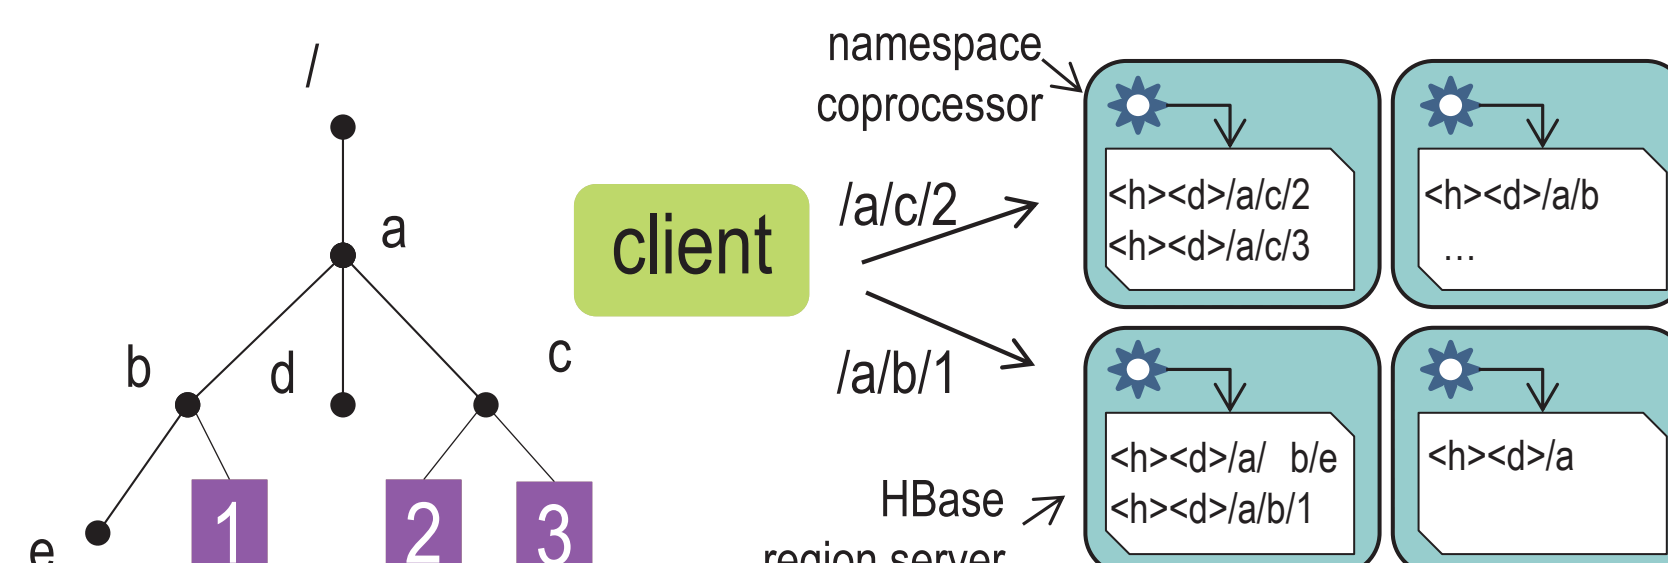 /
a
b
d
c
e
1
2
3
client
namespace
coprocessor
/a/c/2
/a/b/1
HBase
region server
<h><d>/a/c/2
<h><d>/a/c/3
<h><d>/a/b
...
<h><d>/a/ b/e
<h><d>/a/b/1
<h><d>/a